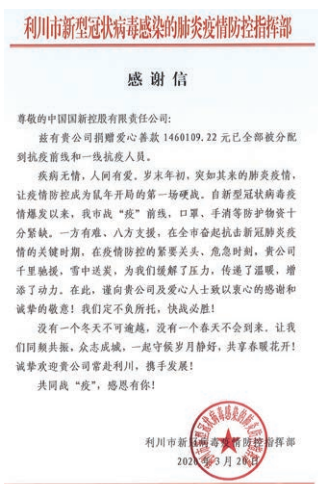 利川市新型冠状病毒感染的肺炎疫情防控指挥部
感谢信
尊敬的中国国新控股有限责任公司:
兹有贵公司捐赠爱心善款 1460109.22 元已全部被分配
到抗疫前线和一线抗疫人员。
疾病无情，人间有爱。岁末年初，突如其来的肺炎疫情，
让疫情防控成为鼠年开局的第一场硬战。自新型冠状病毒疫
情爆发以来，我市战“疫”前线，口罩、手消等防护物资十
分紧缺。一方有难、八方支援，在全市奋起抗击新冠肺炎疫
情的关键时期，在疫情防控的紧要关头、危急时刻，贵公司
千里驰援，雪中送炭，为我们缓解了压力，传递了温暖，增
添了动力。在此，谨向贵公司及爱心人士致以衷心的感谢和
诚挚的敬意！我们定不负所托，快战必胜！
没有一个冬天不可逾越，没有一个春天不会到来。让我
们同频共振，众志成城，一起守候岁月静好，共享春暖花开！
诚挚欢迎贵公司常赴利川，携手发展！
共同战“疫”，感恩有你！
利川市新冠病毒疫情防控指挥部
2020年3月20日